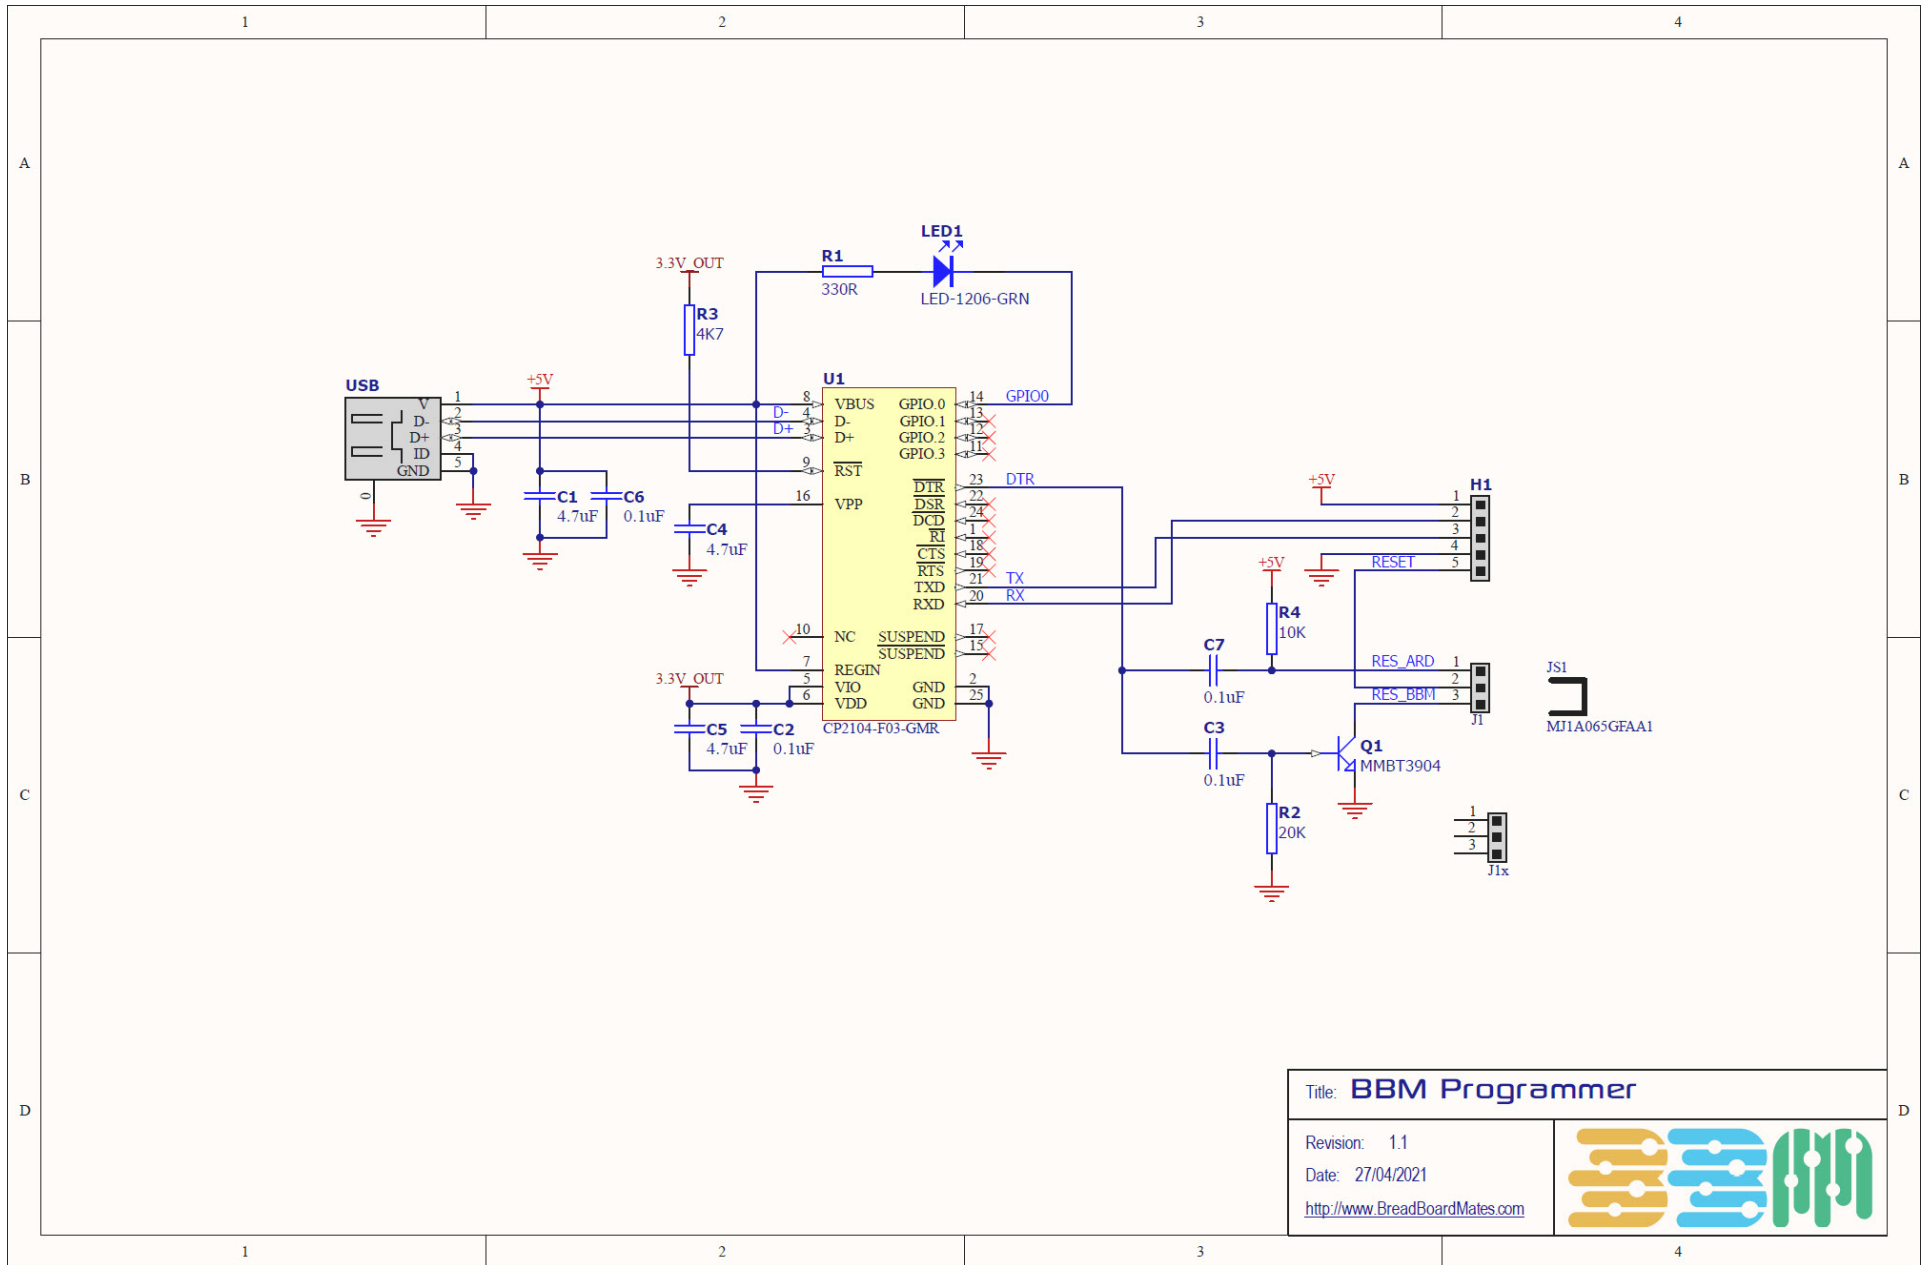 1 2 3 4
A A
LED1
R1
330R
LED-1206-GRN
3.3V_OUT
R3
4K7
USB
+5V
U1
V 1
D- 2
D+ 3
ID 4
GND 5
0
D-
D+
8 VBUS
4 D-
3 D+
9 RST
16 VPP
10 NC
7 REGIN
5 VIO
6 VDD
GPIO.0 14
GPIO.1 13
GPIO.2 12
GPIO.3 11
DTR 23
DSR 22
DCD 24
RI 1
CTS 18
RTS 19
TXD 21
RXD 20
SUSPEND 17
SUSPEND 15
GND 2
GND 25
CP2104-F03-GMR
GPIO0
DTR
TX
RX
B B
C1
4.7uF
C6
0.1uF
C4
4.7uF
3.3V_OUT
C5
4.7uF
C2
0.1uF
+5V
H1
1
2
3
4
5
RESET
+5V
R4
10K
C7
0.1uF
RES_ARD
RES_BBM
1
2
3
J1
JS1
MJ1A065GFAA1
C3
0.1uF
Q1
MMBT3904
R2
20K
C C
1
2
3
J1x
D D
Title: BBM Programmer
Revision: 1.1
Date: 27/04/2021
http://www.BreadBoardMates.com
BBM
1 2 3 4